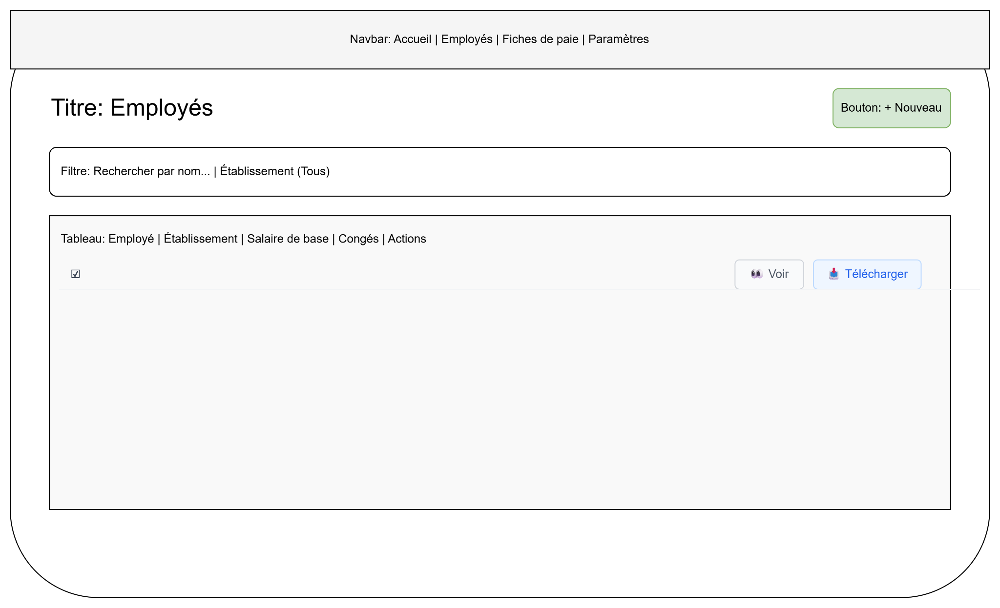 Navbar: Accueil | Employés | Fiches de paie | Paramètres
Titre: Employés
Bouton: + Nouveau
Filtre: Rechercher par nom... | Établissement (Tous)
Tableau: Employé | Établissement | Salaire de base | Congés | Actions
☑ 👀 Voir 📥 Télécharger